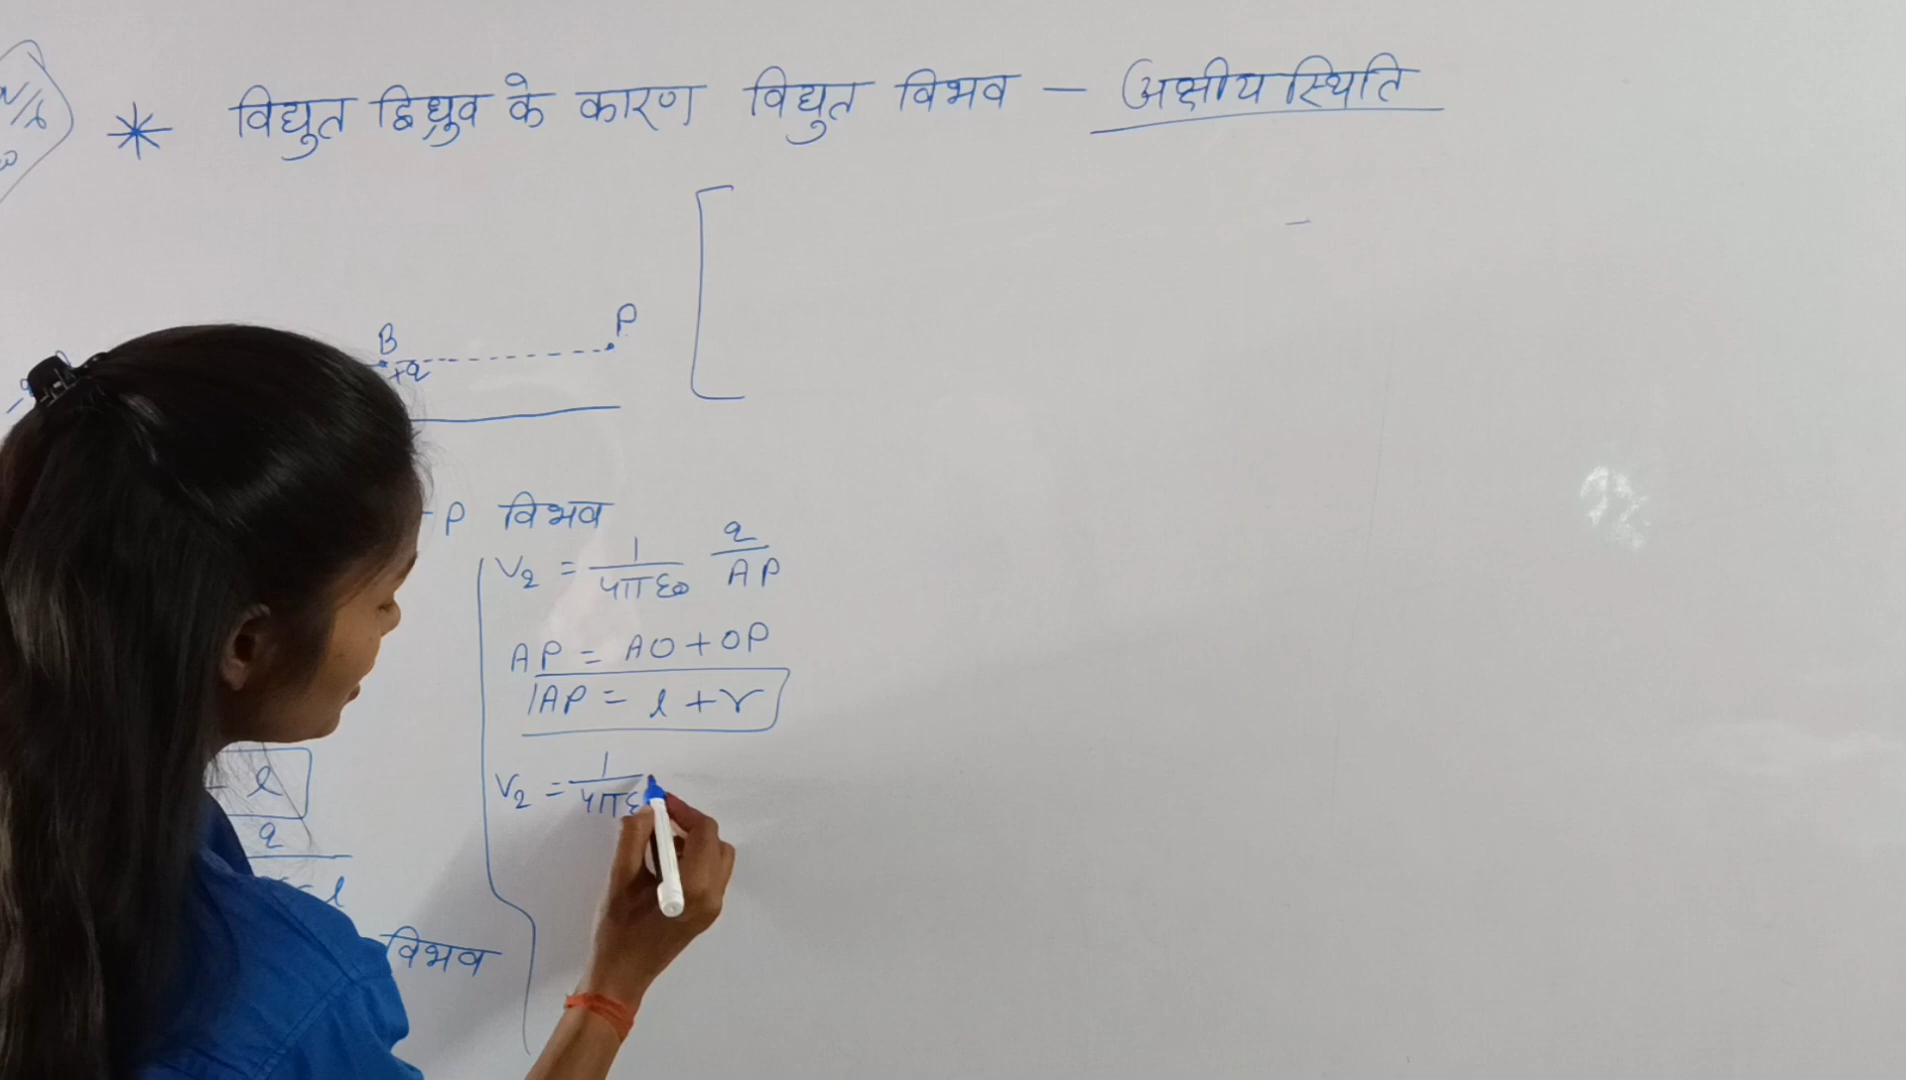 * विद्युत द्विध्रुव के कारण विद्युत विभव - अक्षीय स्थिति
B
P
+q
P विभव
V₂ = 1/4πε₀ q/AP
AP = AO + OP
AP = l + r
V₂ = 1/4πε
l
q
l
विभव